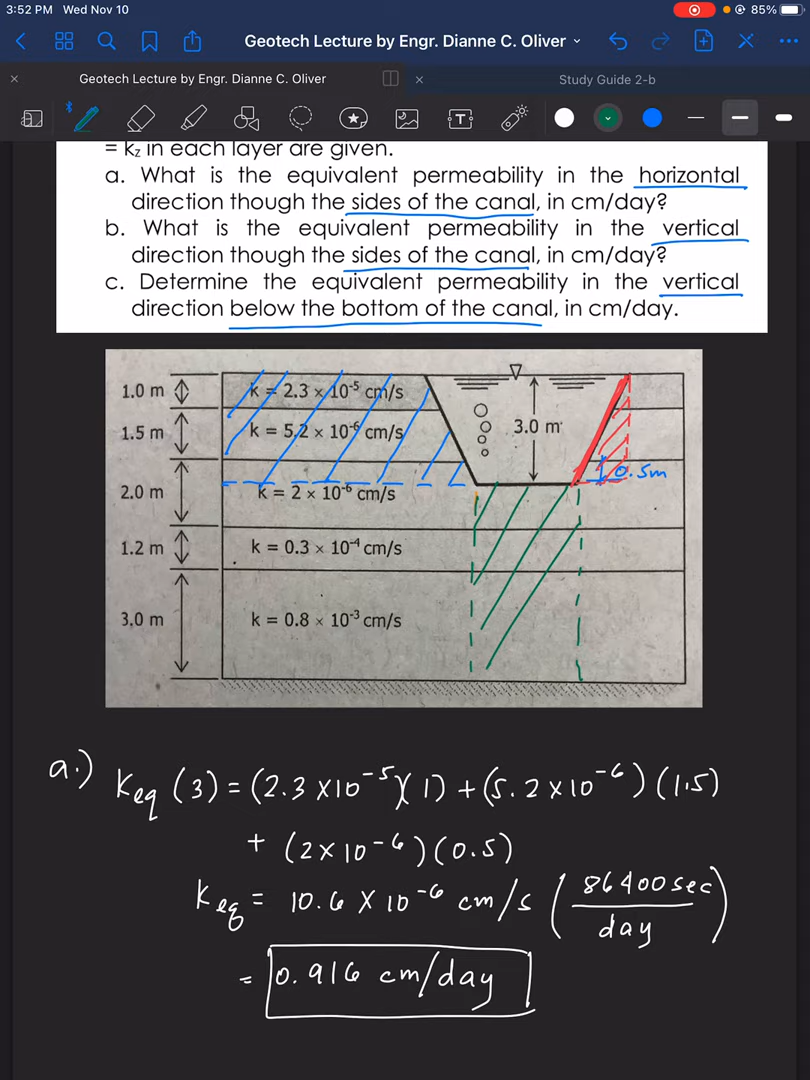 3:52 PM Wed Nov 10
85%
Geotech Lecture by Engr. Dianne C. Oliver
Geotech Lecture by Engr. Dianne C. Oliver
Study Guide 2-b
= kz in each layer are given.
a. What is the equivalent permeability in the horizontal
direction though the sides of the canal, in cm/day?
b. What is the equivalent permeability in the vertical
direction though the sides of the canal, in cm/day?
c. Determine the equivalent permeability in the vertical
direction below the bottom of the canal, in cm/day.
1.0 m
k = 2.3 × 10⁻⁵ cm/s
1.5 m
k = 5.2 × 10⁻⁶ cm/s
3.0 m
0.5m
2.0 m
k = 2 × 10⁻⁶ cm/s
1.2 m
k = 0.3 × 10⁻⁴ cm/s
3.0 m
k = 0.8 × 10⁻³ cm/s
a.) Keq (3) = (2.3 x10⁻⁵)(1) + (5.2 x10⁻⁶)(1.5)
+ (2x10⁻⁶)(0.5)
Keq = 10.6 x 10⁻⁶ cm/s (86400 sec / day)
= 0.916 cm/day